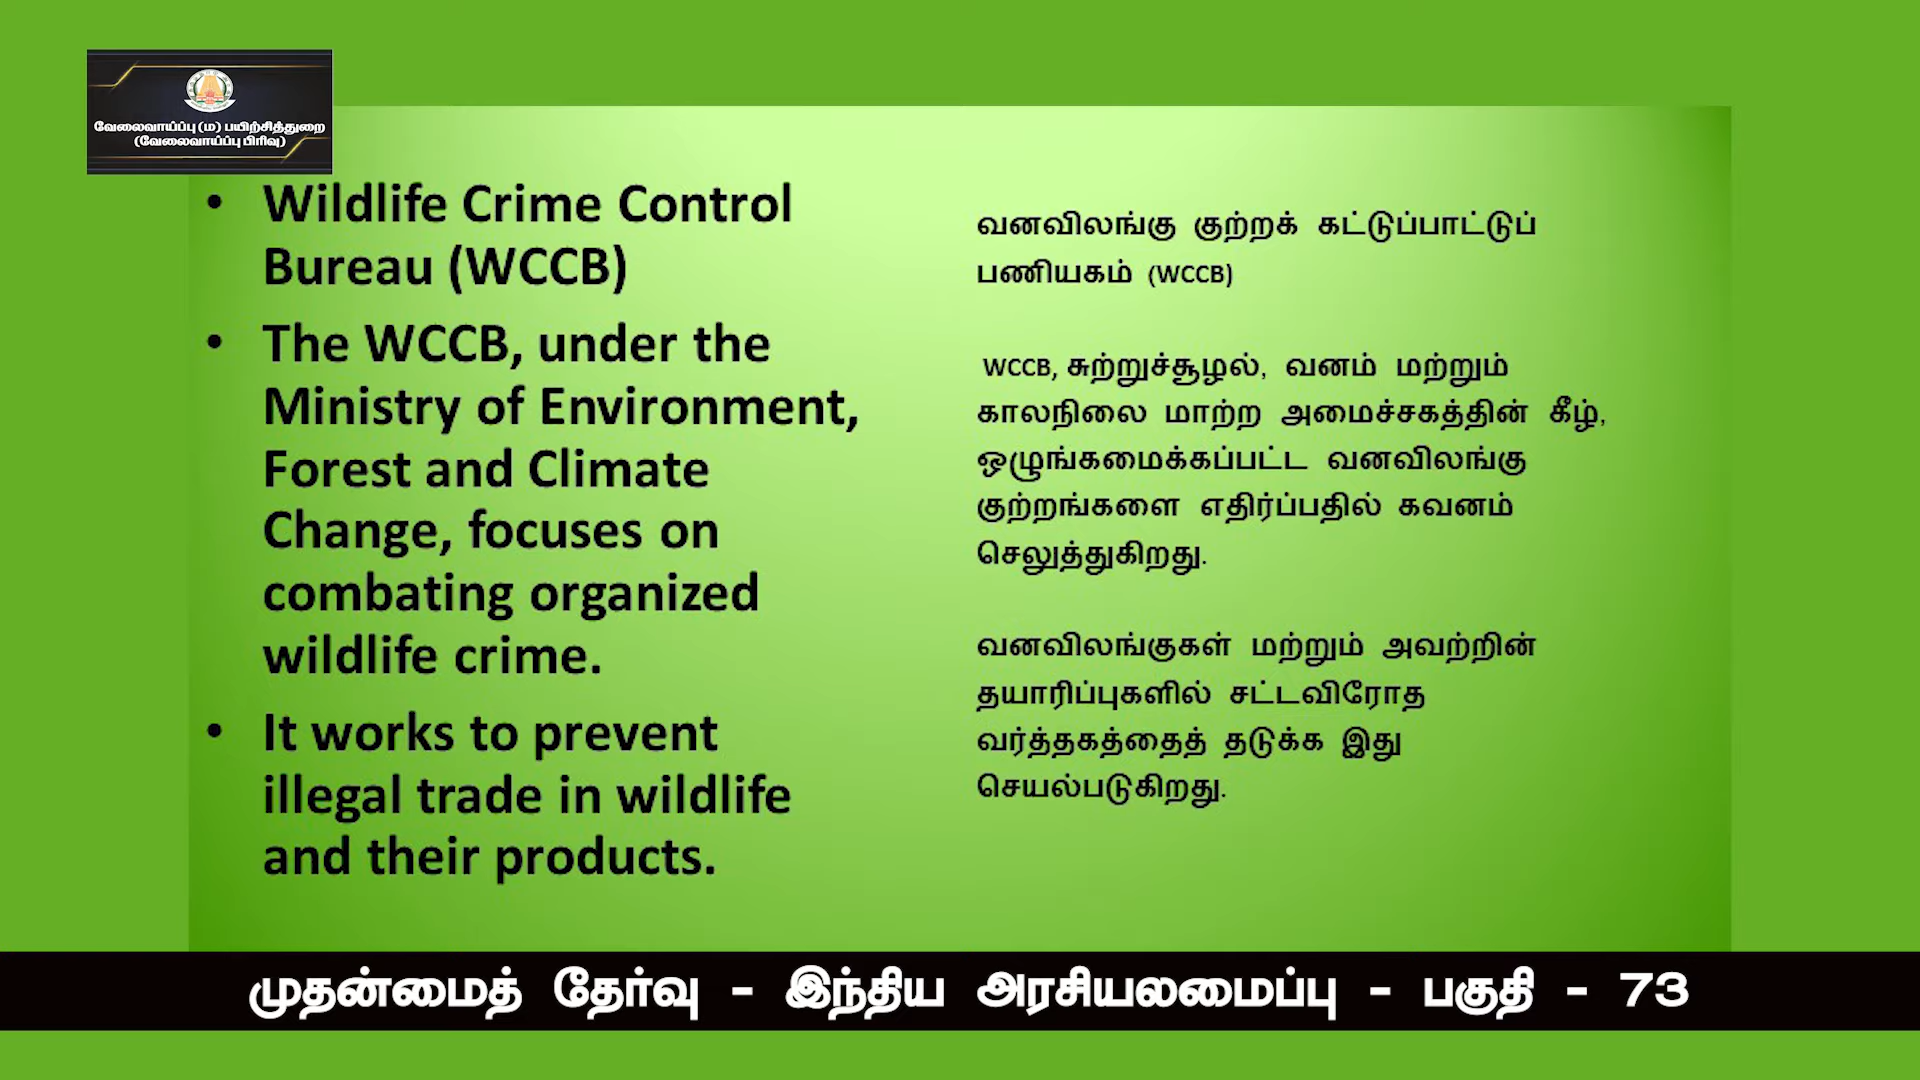 வேலைவாய்ப்பு (ம) பயிற்சித்துறை
(வேலைவாய்ப்பு பிரிவு)
• Wildlife Crime Control
Bureau (WCCB)
• The WCCB, under the
Ministry of Environment,
Forest and Climate
Change, focuses on
combating organized
wildlife crime.
• It works to prevent
illegal trade in wildlife
and their products.
வனவிலங்கு குற்றக் கட்டுப்பாட்டுப்
பணியகம் (WCCB)
WCCB, சுற்றுச்சூழல், வனம் மற்றும்
காலநிலை மாற்ற அமைச்சகத்தின் கீழ்,
ஒழுங்கமைக்கப்பட்ட வனவிலங்கு
குற்றங்களை எதிர்ப்பதில் கவனம்
செலுத்துகிறது.
வனவிலங்குகள் மற்றும் அவற்றின்
தயாரிப்புகளில் சட்டவிரோத
வர்த்தகத்தைத் தடுக்க இது
செயல்படுகிறது.
முதன்மைத் தேர்வு - இந்திய அரசியலமைப்பு - பகுதி - 73